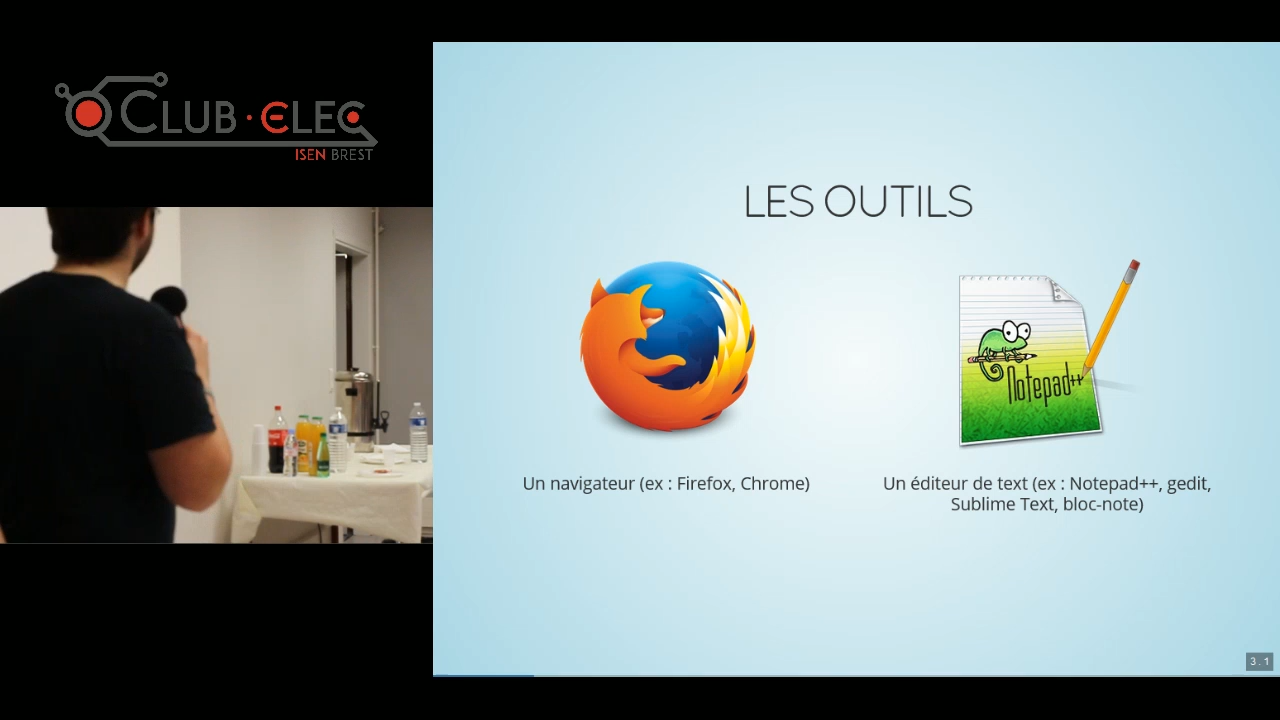 CLUB · ELEC
ISEN BREST
LES OUTILS
Notepad++
Un navigateur (ex : Firefox, Chrome)
Un éditeur de text (ex : Notepad++, gedit,
Sublime Text, bloc-note)
3.1